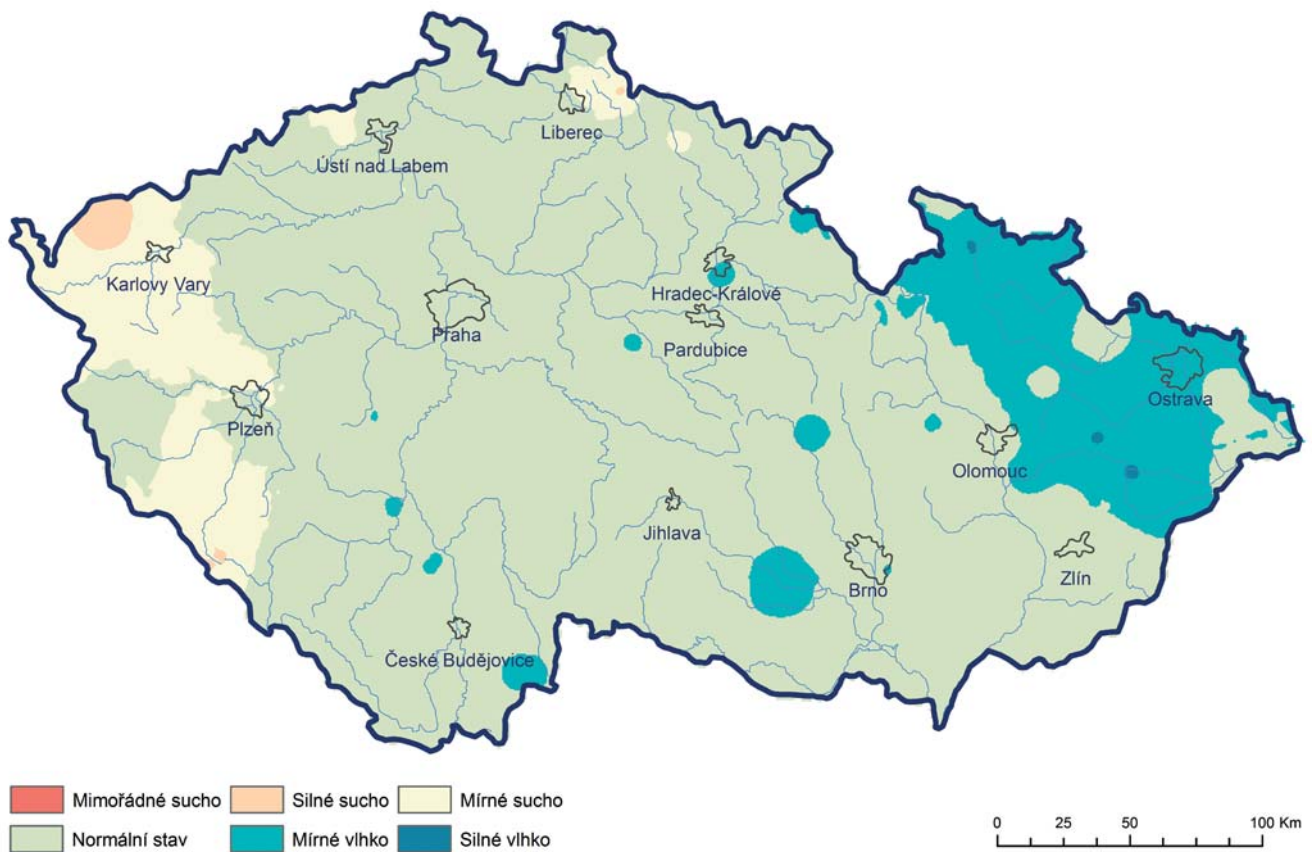 Liberec
Ústí nad Labem
Karlovy Vary
Hradec-Králové
Praha
Pardubice
Ostrava
Plzeň
Olomouc
Jihlava
Zlín
Brno
České Budějovice
Mimořádné sucho Silné sucho Mírné sucho
Normální stav Mírné vlhko Silné vlhko
0 25 50 100 Km